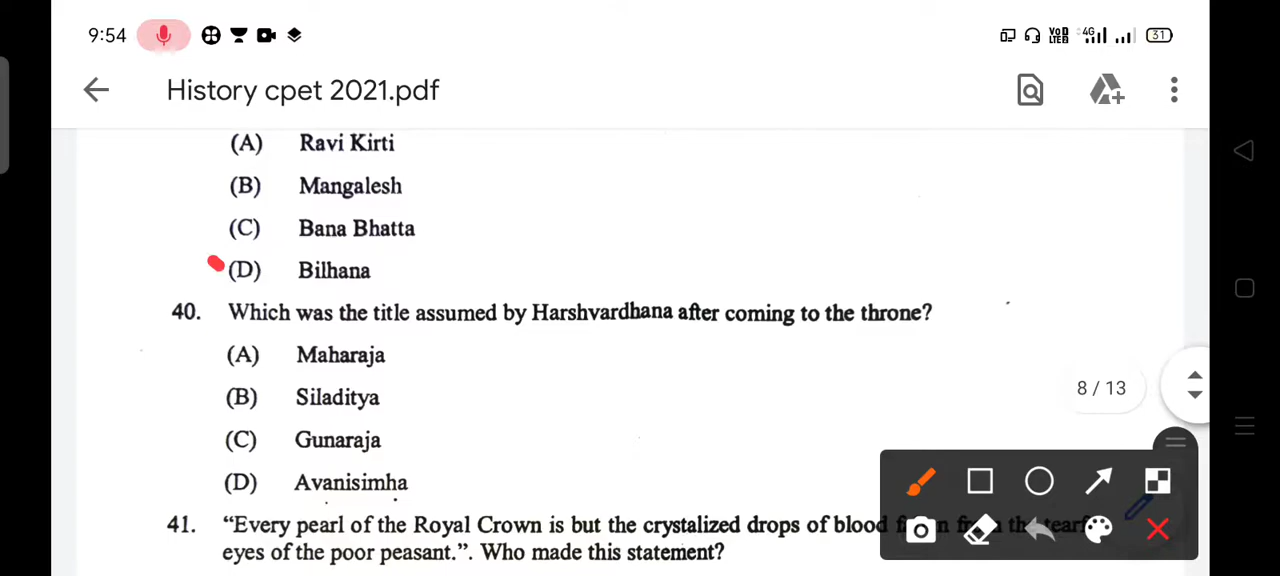 9:54 4G 31
History cpet 2021.pdf
(A) Ravi Kirti
(B) Mangalesh
(C) Bana Bhatta
(D) Bilhana
40. Which was the title assumed by Harshvardhana after coming to the throne?
(A) Maharaja
(B) Siladitya
(C) Gunaraja
(D) Avanisimha
8 / 13
41. “Every pearl of the Royal Crown is but the crystalized drops of blood
eyes of the poor peasant.”. Who made this statement?